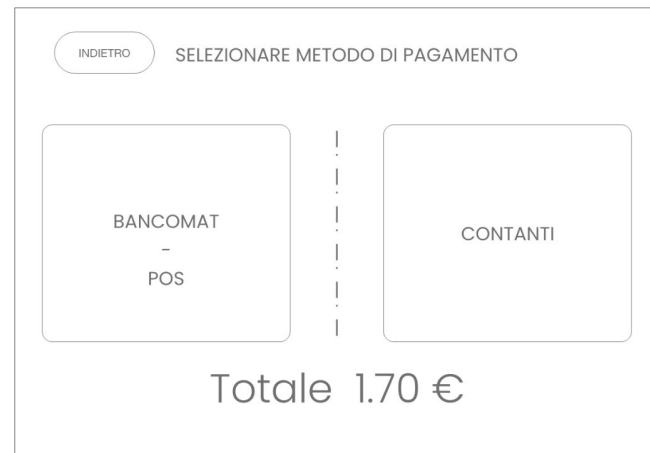 INDIETRO
SELEZIONARE METODO DI PAGAMENTO
BANCOMAT
-
POS
CONTANTI
Totale 1.70 €